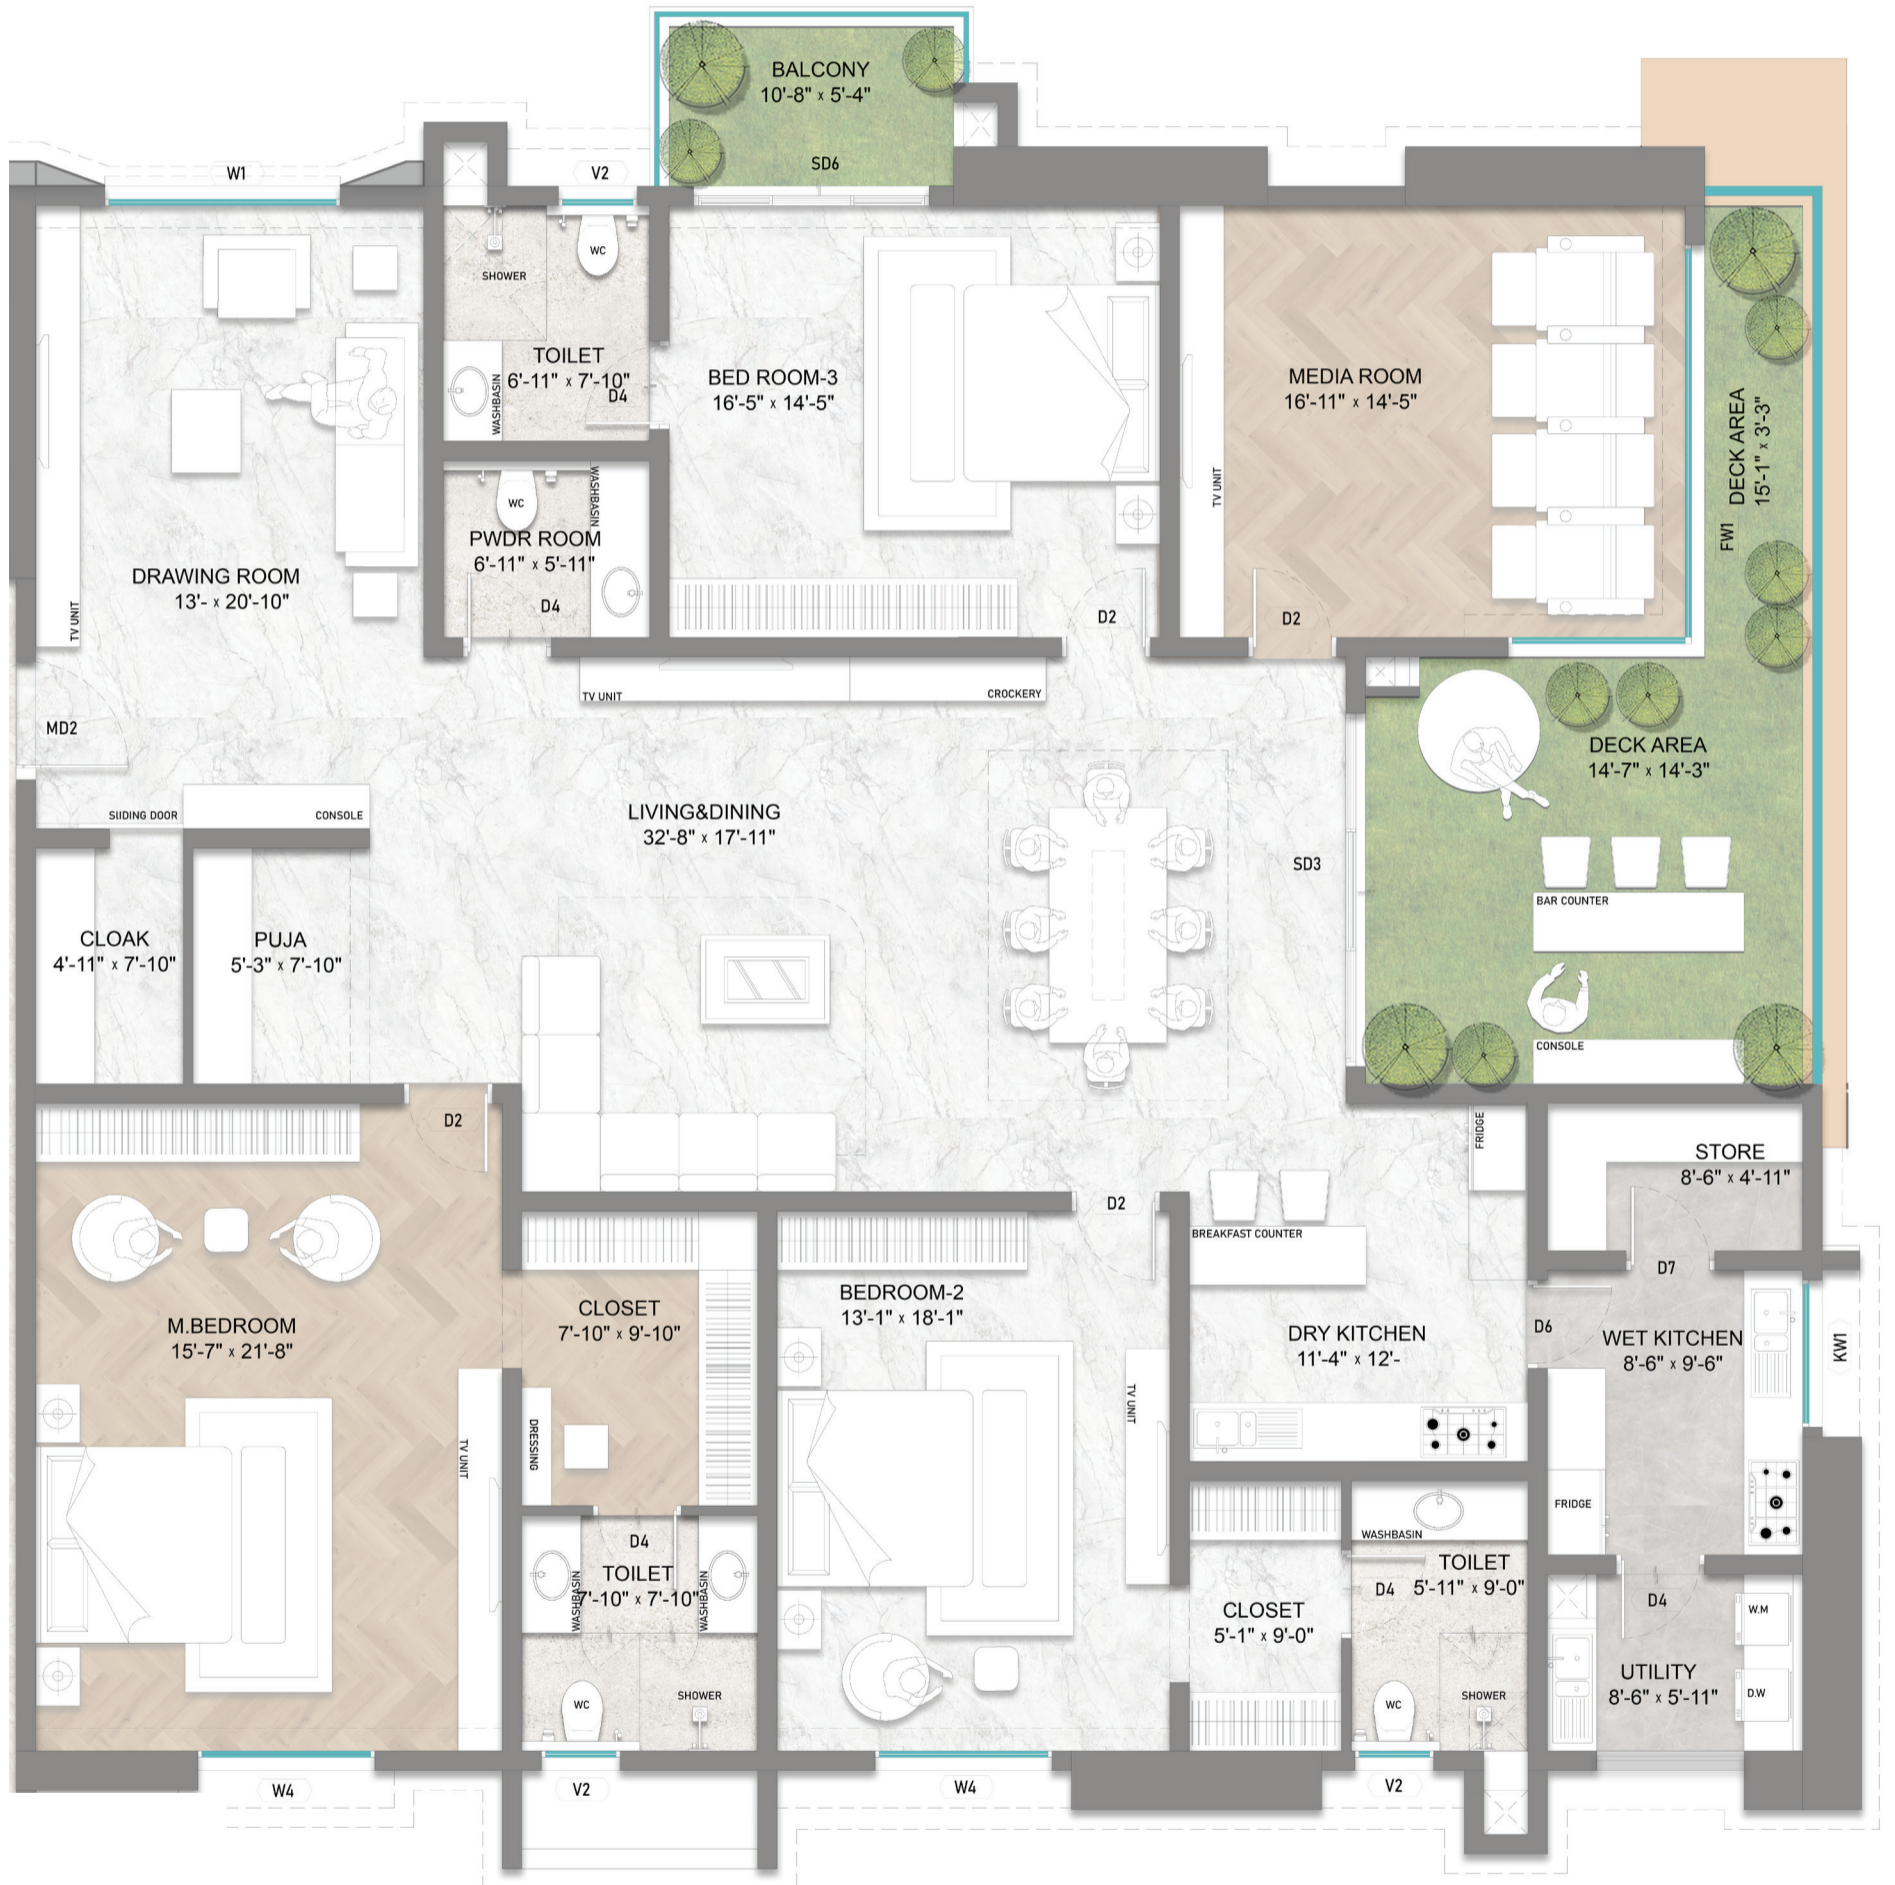 BALCONY
10'-8" x 5'-4"
SD6
W1
V2
SHOWER
WC
TOILET
6'-11" x 7'-10"
D4
WASHBASIN
BED ROOM-3
16'-5" x 14'-5"
MEDIA ROOM
16'-11" x 14'-5"
TV UNIT
DECK AREA
15'-1" x 3'-3"
FW1
WC
WASHBASIN
PWDR ROOM
6'-11" x 5'-11"
D4
DRAWING ROOM
13'- x 20'-10"
TV UNIT
D2
D2
TV UNIT
CROCKERY
MD2
DECK AREA
14'-7" x 14'-3"
SlIDING DOOR
CONSOLE
LIVING&DINING
32'-8" x 17'-11"
SD3
BAR COUNTER
CLOAK
4'-11" x 7'-10"
PUJA
5'-3" x 7'-10"
CONSOLE
D2
FRIDGE
STORE
8'-6" x 4'-11"
D2
BREAKFAST COUNTER
D7
M.BEDROOM
15'-7" x 21'-8"
CLOSET
7'-10" x 9'-10"
BEDROOM-2
13'-1" x 18'-1"
DRY KITCHEN
11'-4" x 12'-
D6
WET KITCHEN
8'-6" x 9'-6"
KW1
TV UNIT
DRESSING
TV UNIT
FRIDGE
D4
TOILET
7'-10" x 7'-10"
WASHBASIN
WASHBASIN
WASHBASIN
TOILET
5'-11" x 9'-0"
D4
CLOSET
5'-1" x 9'-0"
D4
W.M
UTILITY
8'-6" x 5'-11"
D.W
WC
SHOWER
WC
SHOWER
W4
V2
W4
V2